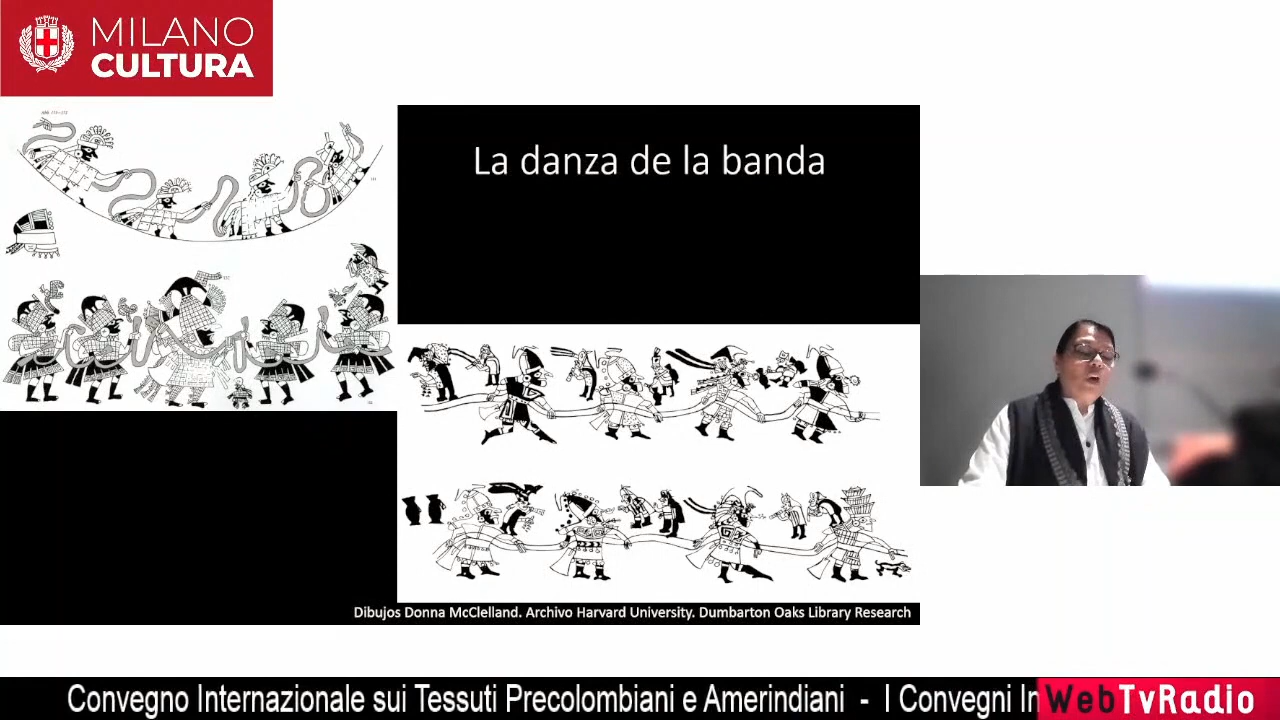 MILANO
CULTURA
La danza de la banda
Dibujos Donna McClelland. Archivo Harvard University. Dumbarton Oaks Library Research
Convegno Internazionale sui Tessuti Precolombiani e Amerindiani - I Convegni In
WebTvRadio